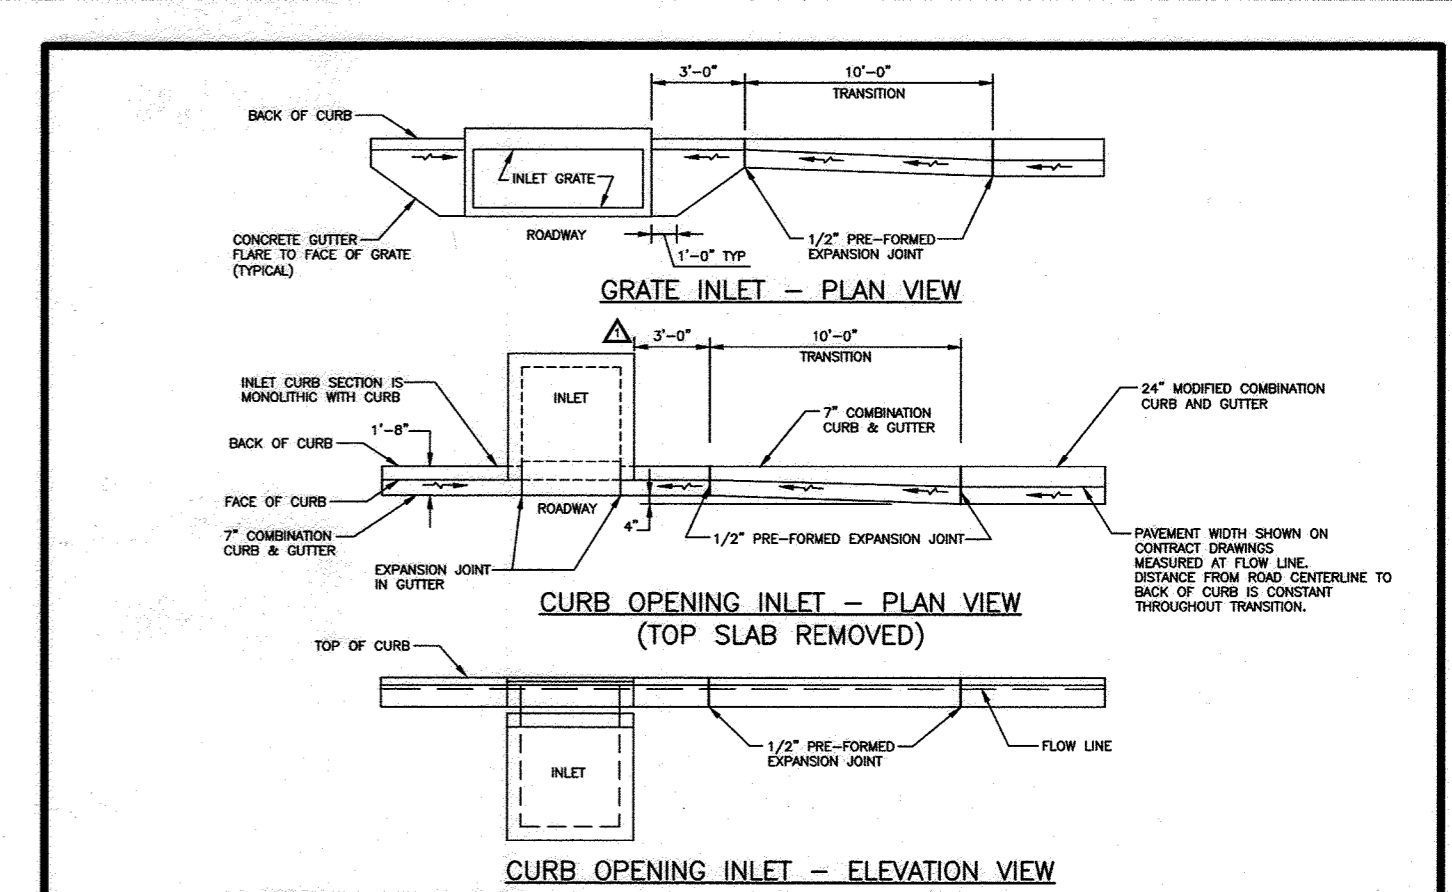 3'-0"
10'-0"
TRANSITION
BACK OF CURB
INLET GRATE
CONCRETE GUTTER
FLARE TO FACE OF GRATE
(TYPICAL)
ROADWAY
1'-0" TYP
1/2" PRE-FORMED
EXPANSION JOINT
GRATE INLET - PLAN VIEW
1
3'-0"
10'-0"
TRANSITION
INLET CURB SECTION IS
MONOLITHIC WITH CURB
INLET
7" COMBINATION
CURB & GUTTER
24" MODIFIED COMBINATION
CURB AND GUTTER
1'-8"
BACK OF CURB
FACE OF CURB
ROADWAY
7" COMBINATION
CURB & GUTTER
4"
1/2" PRE-FORMED EXPANSION JOINT
PAVEMENT WIDTH SHOWN ON
CONTRACT DRAWINGS
MEASURED AT FLOW LINE.
DISTANCE FROM ROAD CENTERLINE TO
BACK OF CURB IS CONSTANT
THROUGHOUT TRANSITION.
EXPANSION JOINT
IN GUTTER
CURB OPENING INLET - PLAN VIEW
(TOP SLAB REMOVED)
TOP OF CURB
1/2" PRE-FORMED
EXPANSION JOINT
FLOW LINE
INLET
CURB OPENING INLET - ELEVATION VIEW